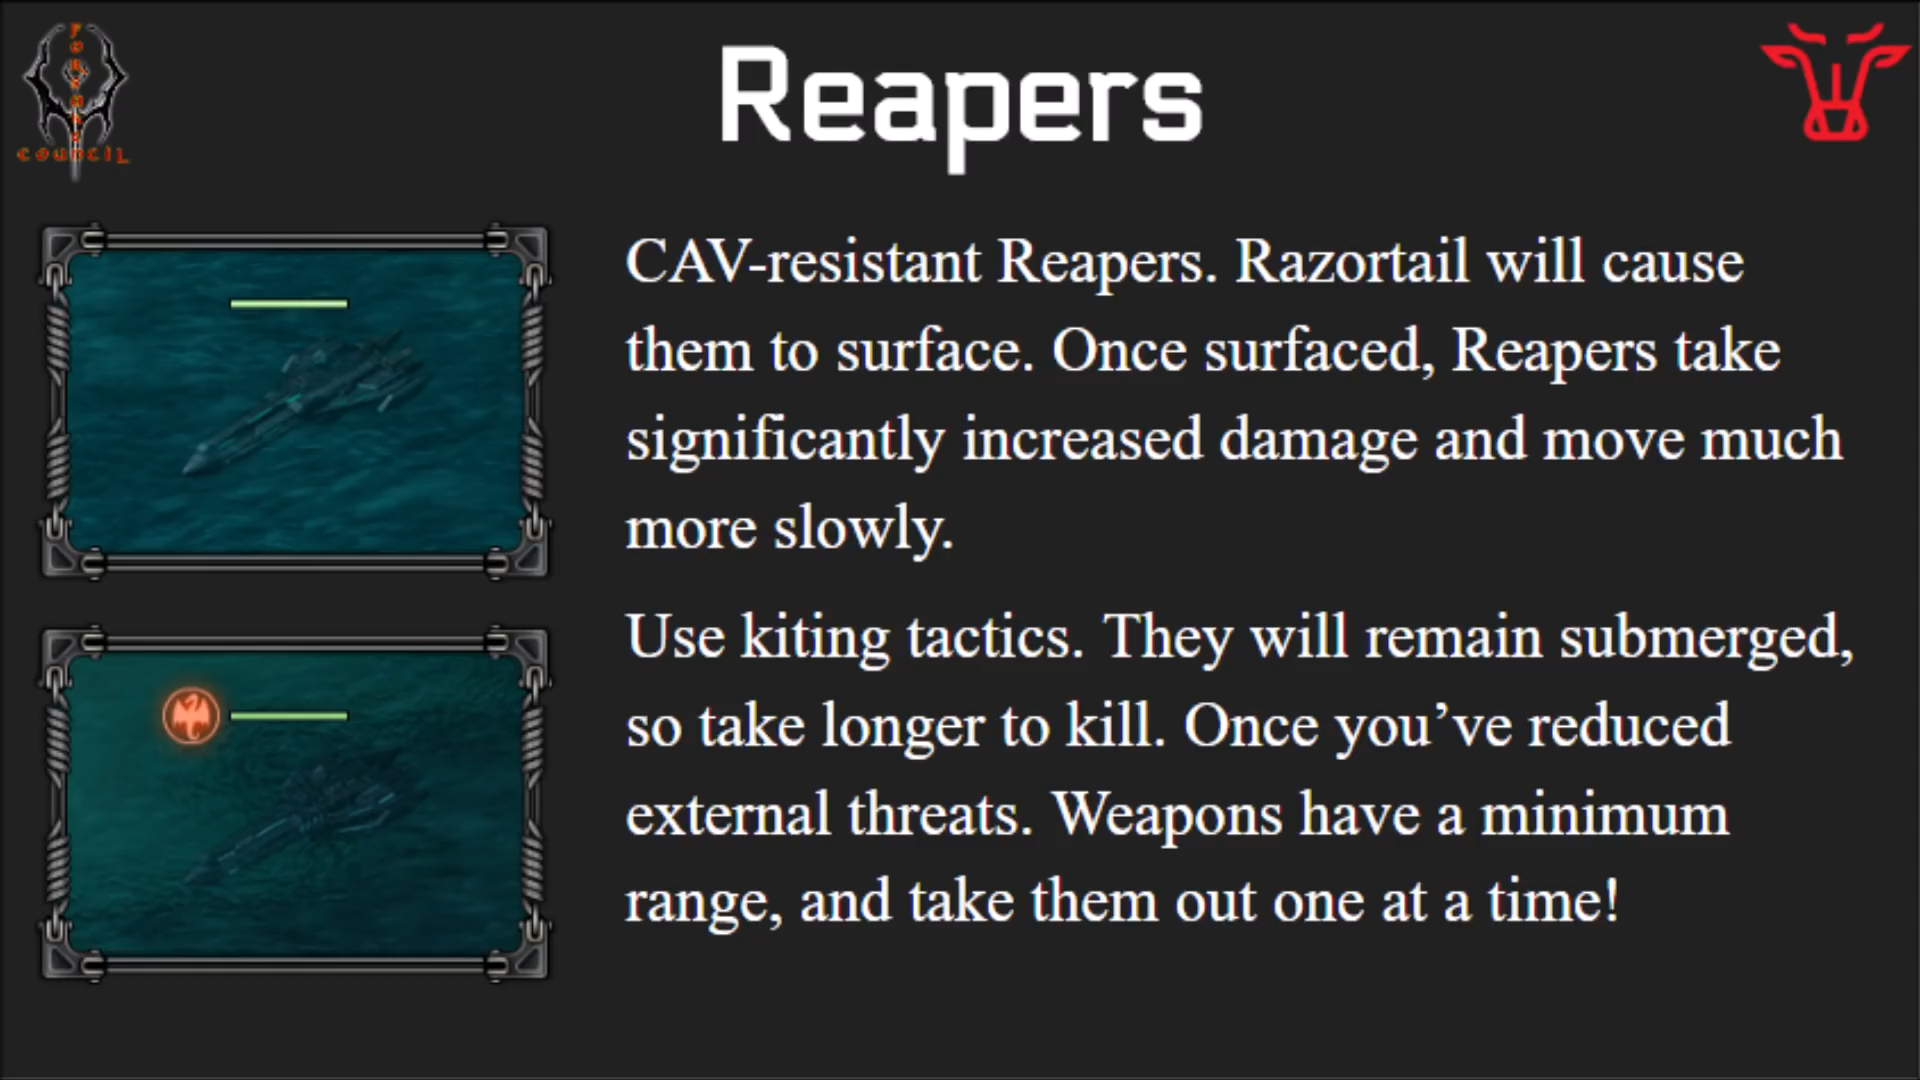 Reapers
COUNCIL
CAV-resistant Reapers. Razortail will cause
them to surface. Once surfaced, Reapers take
significantly increased damage and move much
more slowly.
Use kiting tactics. They will remain submerged,
so take longer to kill. Once you’ve reduced
external threats. Weapons have a minimum
range, and take them out one at a time!